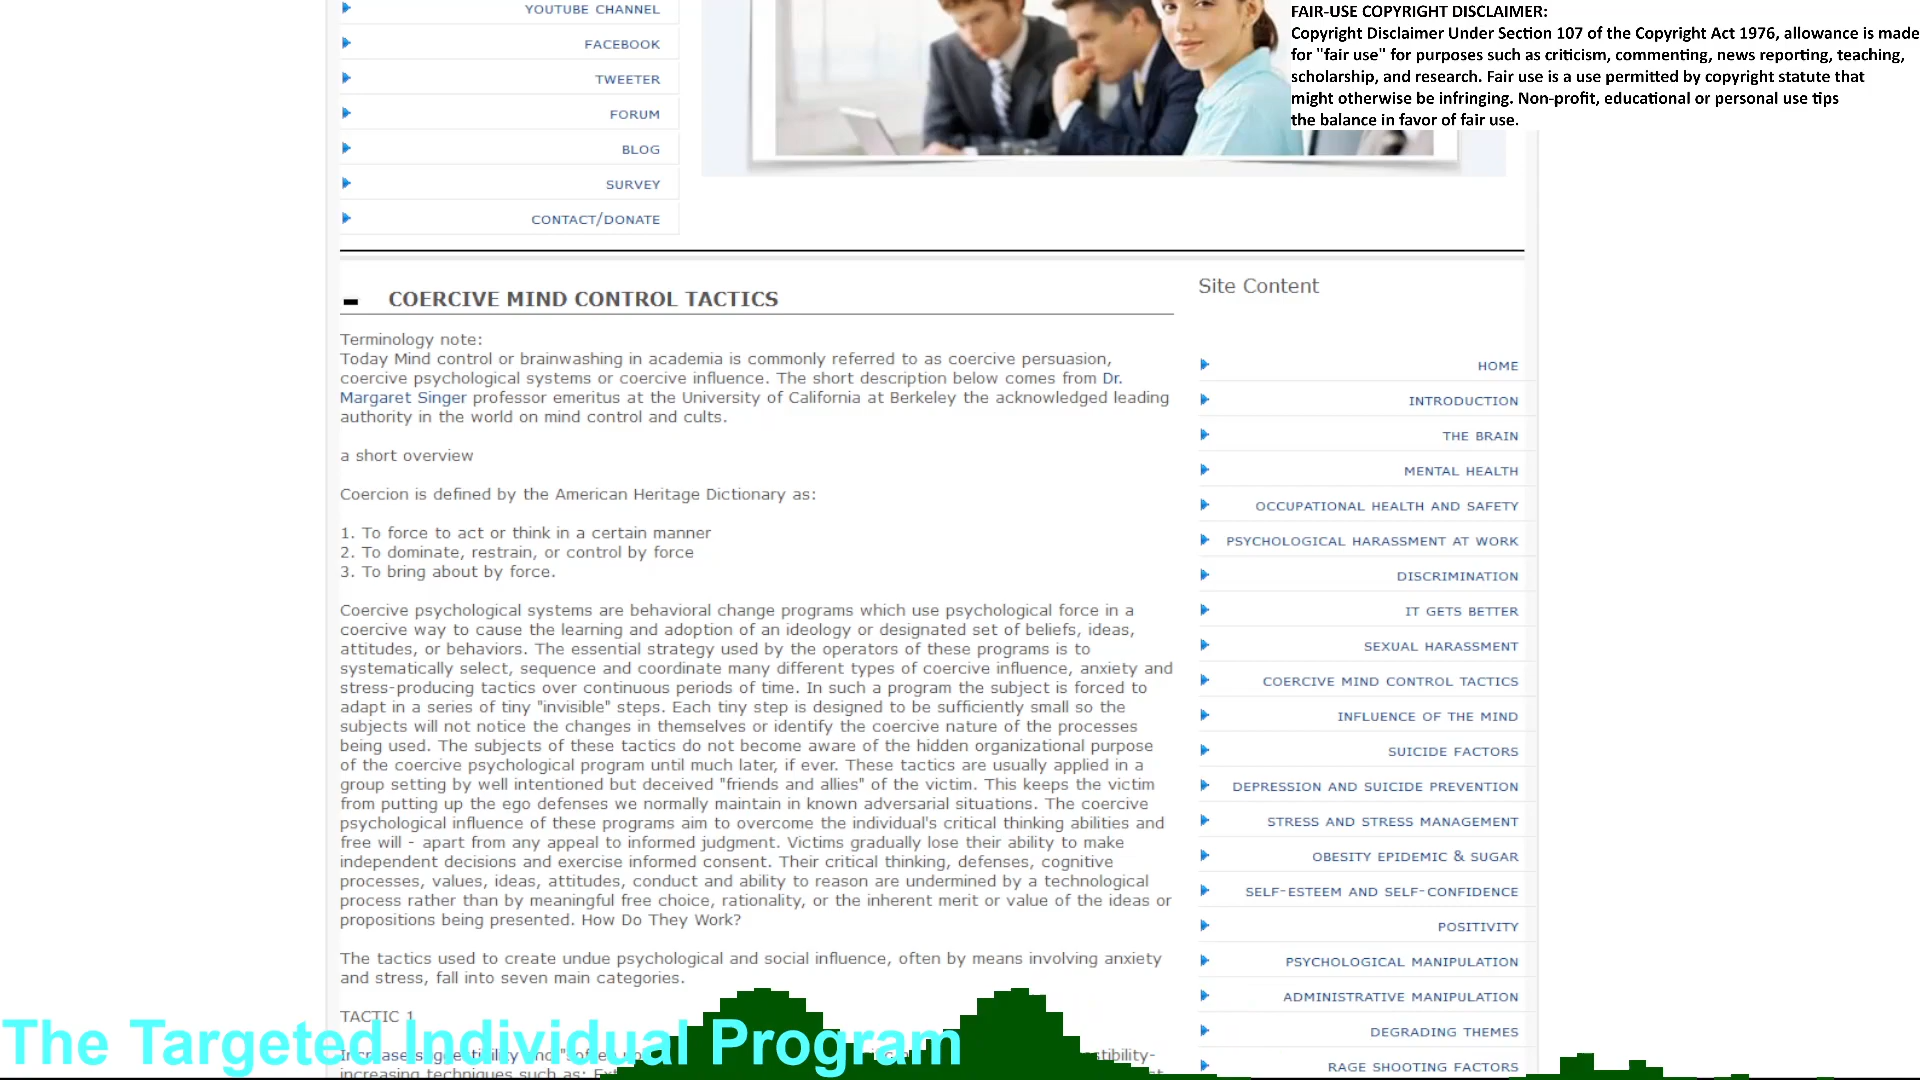 YOUTUBE CHANNEL
FACEBOOK
TWEETER
FORUM
BLOG
SURVEY
CONTACT/DONATE
FAIR-USE COPYRIGHT DISCLAIMER:
Copyright Disclaimer Under Section 107 of the Copyright Act 1976, allowance is made
for "fair use" for purposes such as criticism, commenting, news reporting, teaching,
scholarship, and research. Fair use is a use permitted by copyright statute that
might otherwise be infringing. Non-profit, educational or personal use tips
the balance in favor of fair use.
COERCIVE MIND CONTROL TACTICS
Terminology note:
Today Mind control or brainwashing in academia is commonly referred to as coercive persuasion,
coercive psychological systems or coercive influence. The short description below comes from Dr.
Margaret Singer professor emeritus at the University of California at Berkeley the acknowledged leading
authority in the world on mind control and cults.
a short overview
Coercion is defined by the American Heritage Dictionary as:
1. To force to act or think in a certain manner
2. To dominate, restrain, or control by force
3. To bring about by force.
Coercive psychological systems are behavioral change programs which use psychological force in a
coercive way to cause the learning and adoption of an ideology or designated set of beliefs, ideas,
attitudes, or behaviors. The essential strategy used by the operators of these programs is to
systematically select, sequence and coordinate many different types of coercive influence, anxiety and
stress-producing tactics over continuous periods of time. In such a program the subject is forced to
adapt in a series of tiny "invisible" steps. Each tiny step is designed to be sufficiently small so the
subjects will not notice the changes in themselves or identify the coercive nature of the processes
being used. The subjects of these tactics do not become aware of the hidden organizational purpose
of the coercive psychological program until much later, if ever. These tactics are usually applied in a
group setting by well intentioned but deceived "friends and allies" of the victim. This keeps the victim
from putting up the ego defenses we normally maintain in known adversarial situations. The coercive
psychological influence of these programs aim to overcome the individual's critical thinking abilities and
free will - apart from any appeal to informed judgment. Victims gradually lose their ability to make
independent decisions and exercise informed consent. Their critical thinking, defenses, cognitive
processes, values, ideas, attitudes, conduct and ability to reason are undermined by a technological
process rather than by meaningful free choice, rationality, or the inherent merit or value of the ideas or
propositions being presented. How Do They Work?
The tactics used to create undue psychological and social influence, often by means involving anxiety
and stress, fall into seven main categories.
TACTIC 1
increasing techniques such as:
Site Content
HOME
INTRODUCTION
THE BRAIN
MENTAL HEALTH
OCCUPATIONAL HEALTH AND SAFETY
PSYCHOLOGICAL HARASSMENT AT WORK
DISCRIMINATION
IT GETS BETTER
SEXUAL HARASSMENT
COERCIVE MIND CONTROL TACTICS
INFLUENCE OF THE MIND
SUICIDE FACTORS
DEPRESSION AND SUICIDE PREVENTION
STRESS AND STRESS MANAGEMENT
OBESITY EPIDEMIC & SUGAR
SELF-ESTEEM AND SELF-CONFIDENCE
POSITIVITY
PSYCHOLOGICAL MANIPULATION
ADMINISTRATIVE MANIPULATION
DEGRADING THEMES
RAGE SHOOTING FACTORS
The Targeted Individual Program